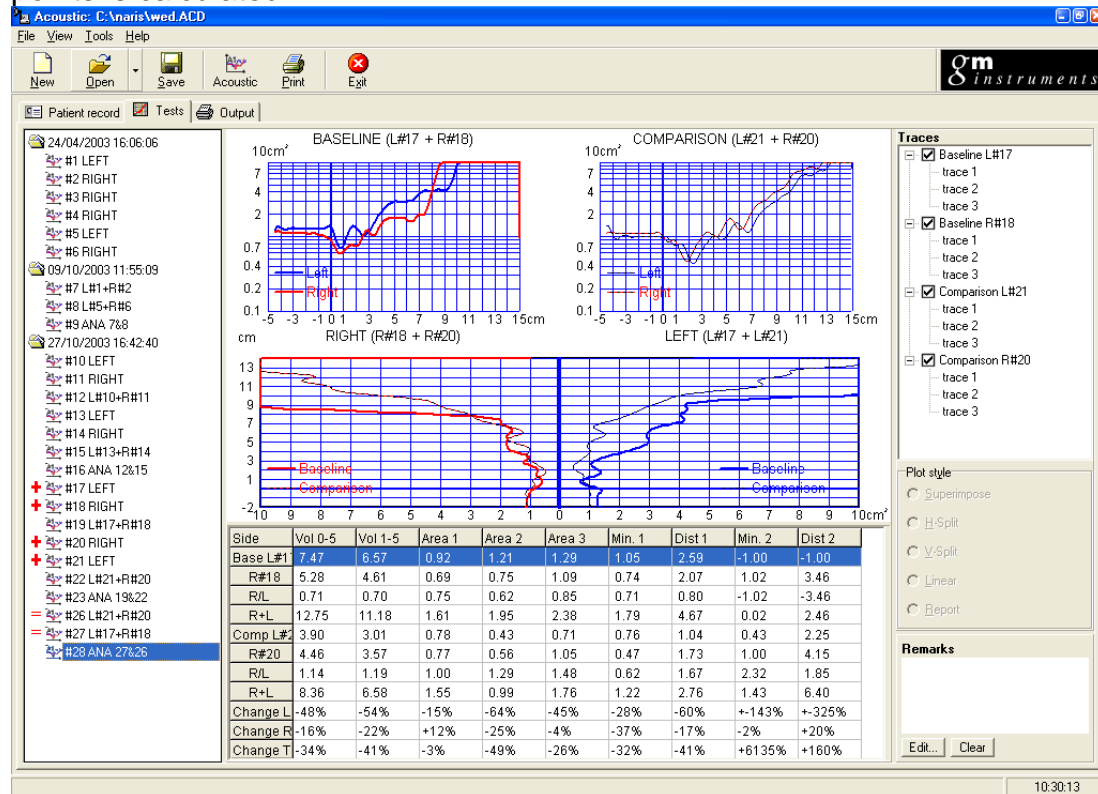 Acoustic: C:\naris\wed.ACD
File View Tools Help
New Open Save Acoustic Print Exit
gm instruments
Patient record Tests Output
24/04/2003 16:06:06
#1 LEFT
#2 RIGHT
#3 RIGHT
#4 RIGHT
#5 LEFT
#6 RIGHT
09/10/2003 11:55:09
#7 L#1+R#2
#8 L#5+R#6
#9 ANA 7&8
27/10/2003 16:42:40
#10 LEFT
#11 RIGHT
#12 L#10+R#11
#13 LEFT
#14 RIGHT
#15 L#13+R#14
#16 ANA 12&15
#17 LEFT
#18 RIGHT
#19 L#17+R#18
#20 RIGHT
#21 LEFT
#22 L#21+R#20
#23 ANA 19&22
#26 L#21+R#20
#27 L#17+R#18
#28 ANA 27&26
BASELINE (L#17 + R#18)
10cm²
7
4
2
0.7
0.4
0.2
0.1
Left
Right
-5 -3 -1 0 1 3 5 7 9 11 13 15cm
COMPARISON (L#21 + R#20)
10cm²
7
4
2
0.7
0.4
0.2
0.1
Left
Right
-5 -3 -1 0 1 3 5 7 9 11 13 15cm
cm RIGHT (R#18 + R#20) LEFT (L#17 + L#21)
13
11
9
7
5
3
1
-2
Baseline
Comparison
Baseline
Comparison
10 9 8 7 6 5 4 3 2 1 0 1 2 3 4 5 6 7 8 9 10cm²
Side Vol 0-5 Vol 1-5 Area 1 Area 2 Area 3 Min. 1 Dist 1 Min. 2 Dist 2
Base L#1 7.47 6.57 0.92 1.21 1.29 1.05 2.59 -1.00 -1.00
R#18 5.28 4.61 0.69 0.75 1.09 0.74 2.07 1.02 3.46
R/L 0.71 0.70 0.75 0.62 0.85 0.71 0.80 -1.02 -3.46
R+L 12.75 11.18 1.61 1.95 2.38 1.79 4.67 0.02 2.46
Comp L#2 3.90 3.01 0.78 0.43 0.71 0.76 1.04 0.43 2.25
R#20 4.46 3.57 0.77 0.56 1.05 0.47 1.73 1.00 4.15
R/L 1.14 1.19 1.00 1.29 1.48 0.62 1.67 2.32 1.85
R+L 8.36 6.58 1.55 0.99 1.76 1.22 2.76 1.43 6.40
Change L -48% -54% -15% -64% -45% -28% -60% +-143% +-325%
Change R -16% -22% +12% -25% -4% -37% -17% -2% +20%
Change T -34% -41% -3% -49% -26% -32% -41% +6135% +160%
Traces
Baseline L#17
trace 1
trace 2
trace 3
Baseline R#18
trace 1
trace 2
trace 3
Comparison L#21
trace 1
trace 2
trace 3
Comparison R#20
trace 1
trace 2
trace 3
Plot style
Superimpose
H-Split
V-Split
Linear
Report
Remarks
Edit... Clear
10:30:13